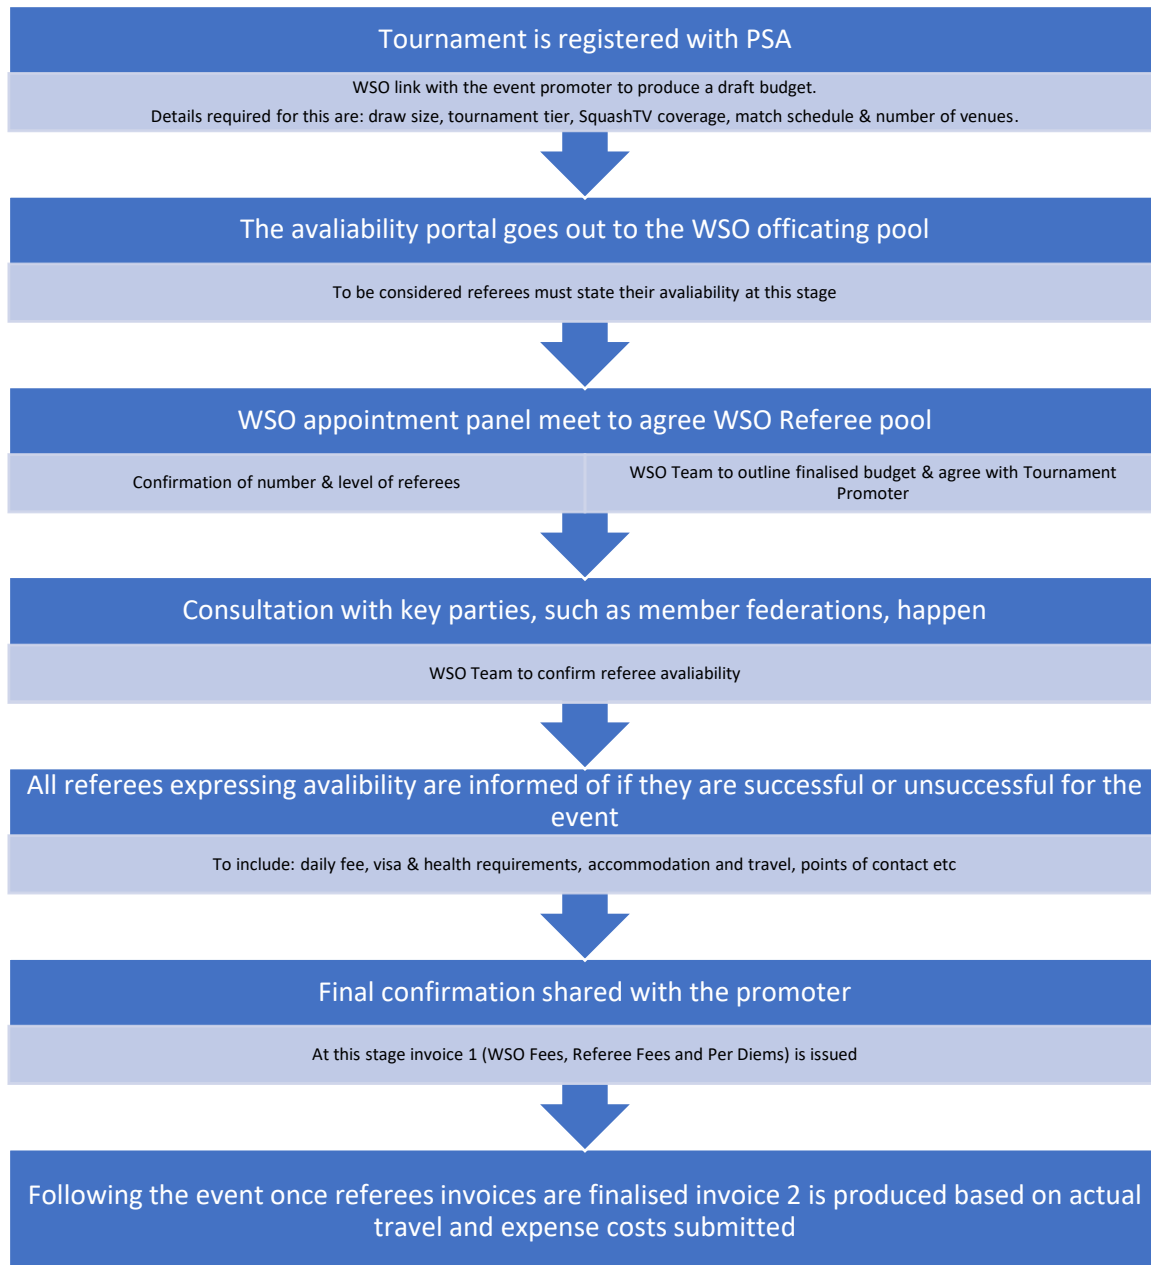 Tournament is registered with PSA
WSO link with the event promoter to produce a draft budget.
Details required for this are: draw size, tournament tier, SquashTV coverage, match schedule & number of venues.
The avaliability portal goes out to the WSO officating pool
To be considered referees must state their avaliability at this stage
WSO appointment panel meet to agree WSO Referee pool
Confirmation of number & level of referees
WSO Team to outline finalised budget & agree with Tournament
Promoter
Consultation with key parties, such as member federations, happen
WSO Team to confirm referee avaliability
All referees expressing avalibility are informed of if they are successful or unsuccessful for the
event
To include: daily fee, visa & health requirements, accommodation and travel, points of contact etc
Final confirmation shared with the promoter
At this stage invoice 1 (WSO Fees, Referee Fees and Per Diems) is issued
Following the event once referees invoices are finalised invoice 2 is produced based on actual
travel and expense costs submitted